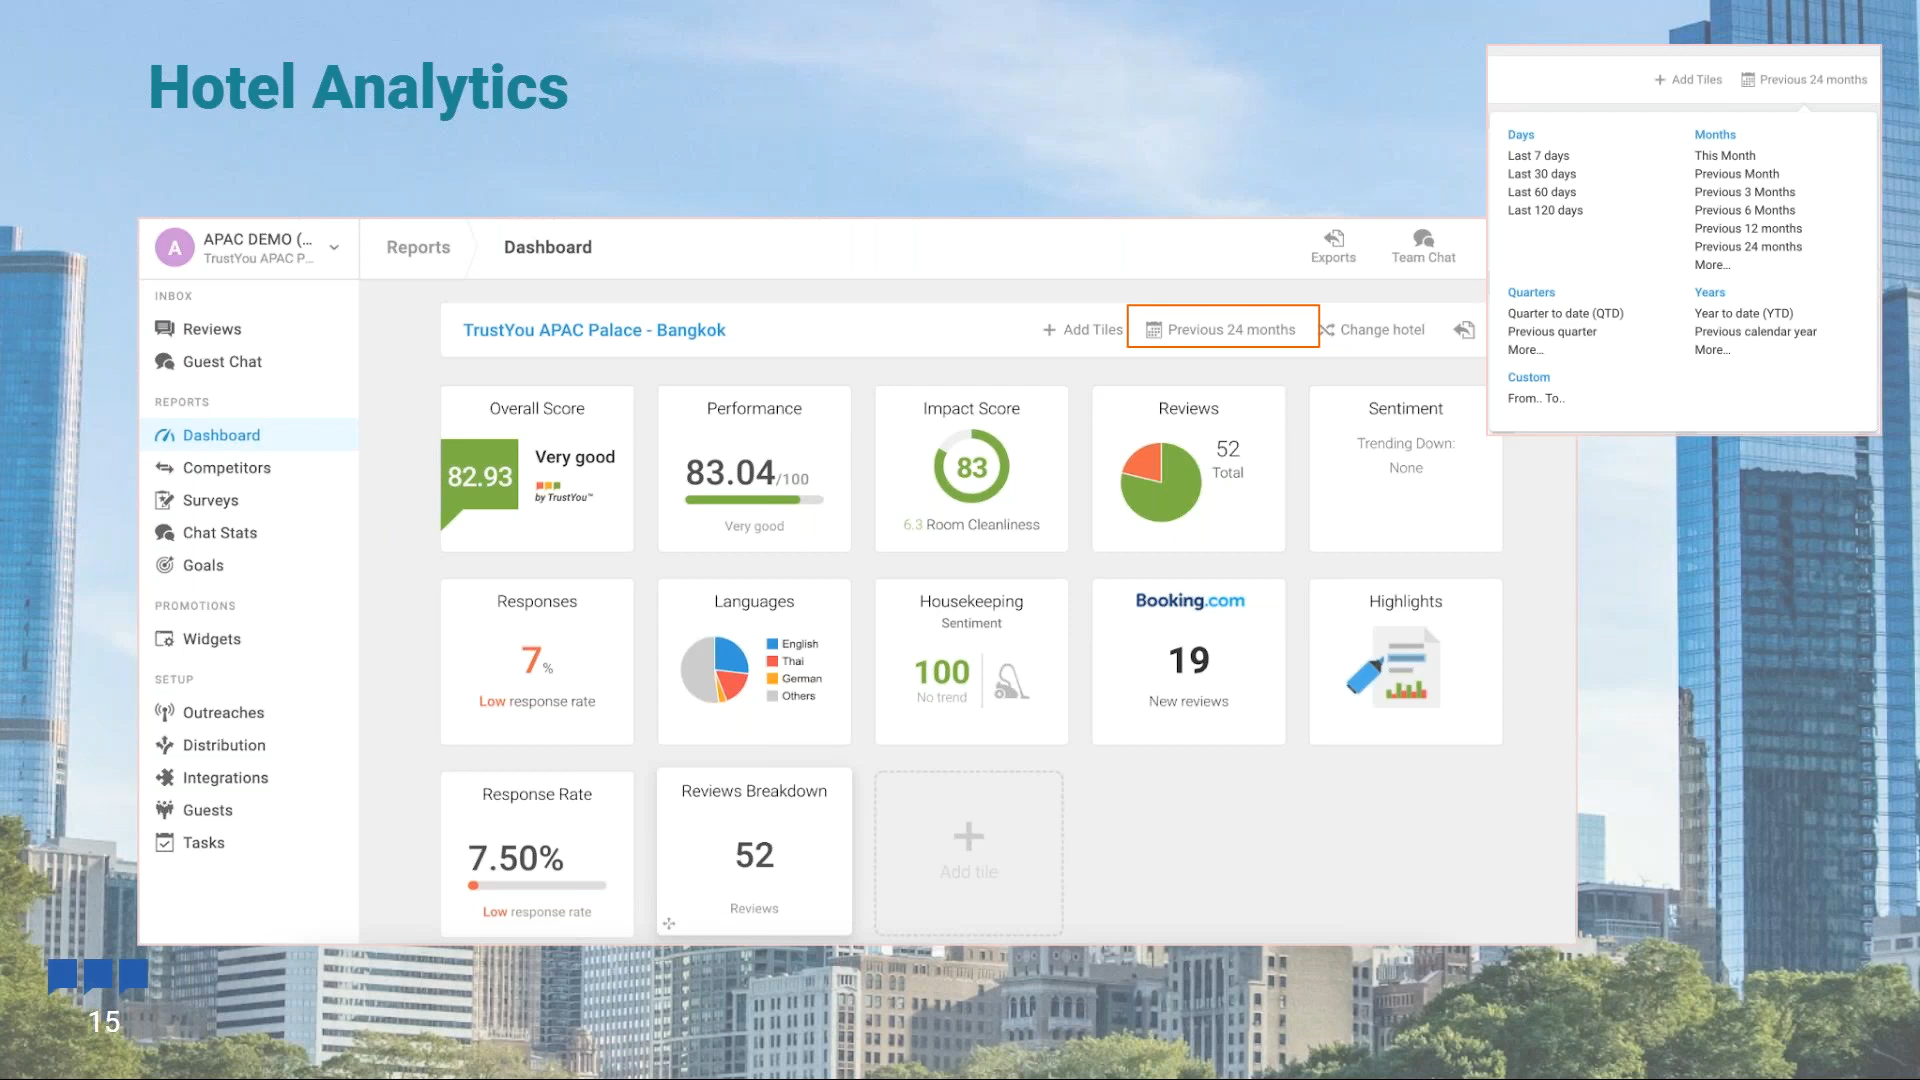 Hotel Analytics
+ Add Tiles Previous 24 months
Days
Last 7 days
Last 30 days
Last 60 days
Last 120 days
Months
This Month
Previous Month
Previous 3 Months
Previous 6 Months
Previous 12 months
Previous 24 months
More...
Quarters
Quarter to date (QTD)
Previous quarter
More...
Years
Year to date (YTD)
Previous calendar year
More...
Custom
From.. To..
A
APAC DEMO (...
TrustYou APAC P...
Reports
Dashboard
Exports
Team Chat
INBOX
Reviews
Guest Chat
REPORTS
Dashboard
Competitors
Surveys
Chat Stats
Goals
PROMOTIONS
Widgets
SETUP
Outreaches
Distribution
Integrations
Guests
Tasks
TrustYou APAC Palace - Bangkok
+ Add Tiles
Previous 24 months
Change hotel
Overall Score
82.93
Very good
by TrustYou™
Performance
83.04/100
Very good
Impact Score
83
6.3 Room Cleanliness
Reviews
52
Total
Sentiment
Trending Down:
None
Responses
7%
Low response rate
Languages
English
Thai
German
Others
Housekeeping
Sentiment
100
No trend
Booking.com
19
New reviews
Highlights
Response Rate
7.50%
Low response rate
Reviews Breakdown
52
Reviews
+
Add tile
15